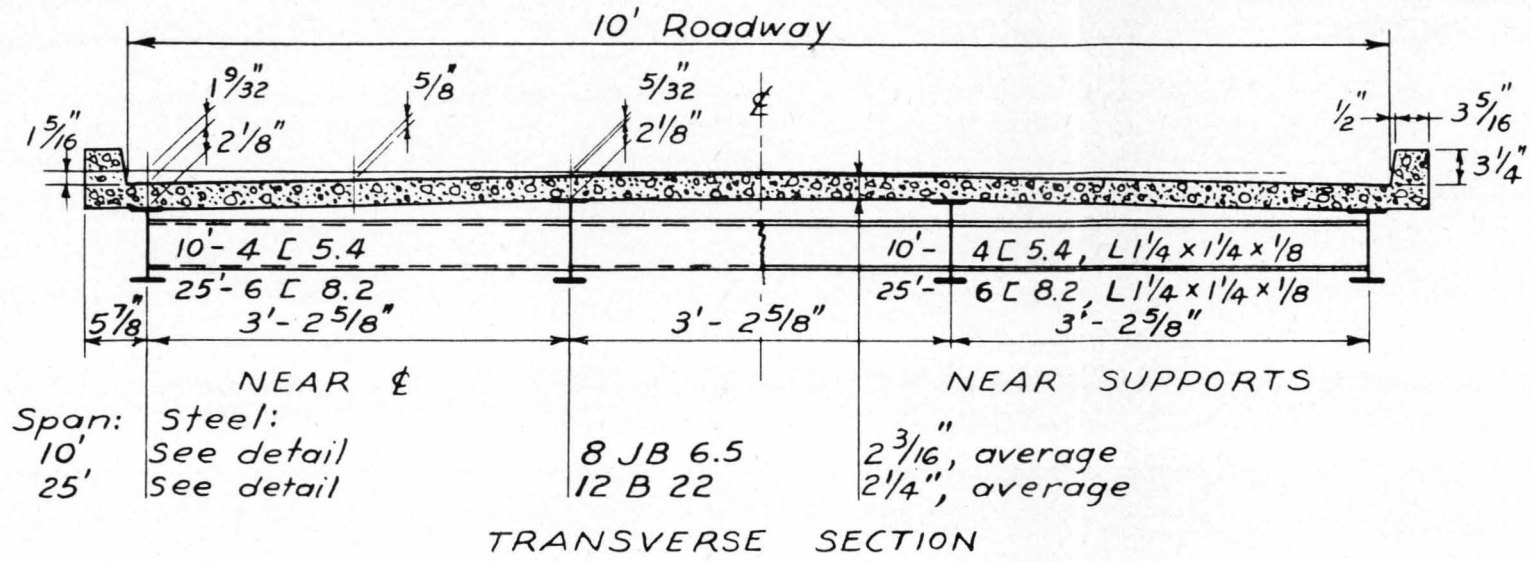 10' Roadway
1 9/32" 5/8" 5/32" ℄ 1/2" 3 5/16"
1 5/16" 2 1/8" 2 1/8" 3 1/4"
10'- 4 [ 5.4 10'- 4 [ 5.4, L 1 1/4 x 1 1/4 x 1/8
25'- 6 [ 8.2 25'- 6 [ 8.2, L 1 1/4 x 1 1/4 x 1/8
5 7/8" 3'- 2 5/8" 3'- 2 5/8" 3'- 2 5/8"
NEAR ℄ NEAR SUPPORTS
Span: Steel:
10' See detail 8 JB 6.5 2 3/16", average
25' See detail 12 B 22 2 1/4", average
TRANSVERSE SECTION